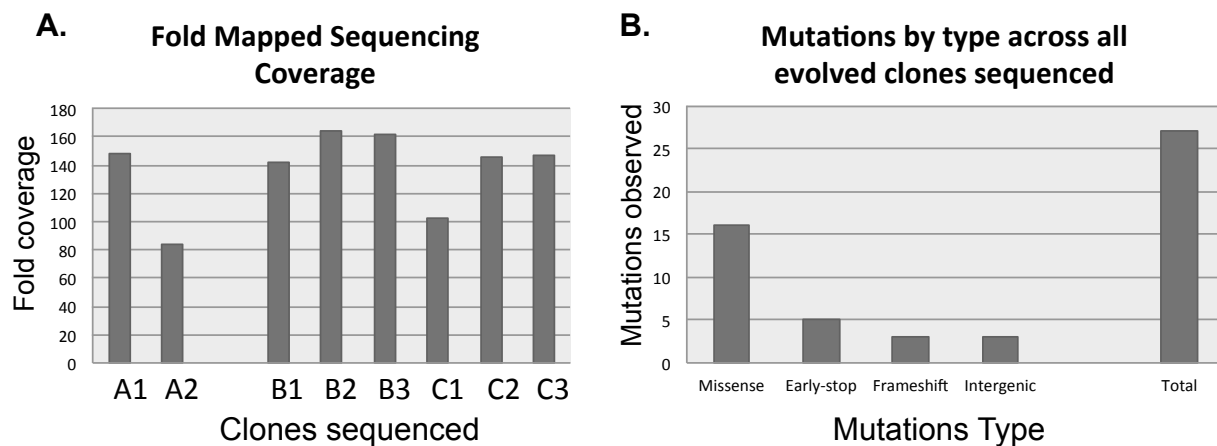 A.
Fold Mapped Sequencing
Coverage
Fold coverage
180
160
140
120
100
80
60
40
20
0
A1 A2 B1 B2 B3 C1 C2 C3
Clones sequenced
B.
Mutations by type across all
evolved clones sequenced
Mutations observed
30
25
20
15
10
5
0
Missense Early-stop Frameshift Intergenic Total
Mutations Type